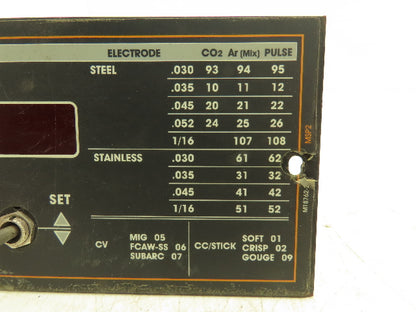 ELECTRODE CO2 Ar (Mix) PULSE
STEEL .030 93 94 95
.035 10 11 12
.045 20 21 22
.052 24 25 26
1/16 107 108
STAINLESS .030 61 62
.035 31 32
.045 41 42
1/16 51 52
SET
CV
MIG 05
FCAW-SS 06
SUBARC 07
CC/STICK
SOFT 01
CRISP 02
GOUGE 09
MSP2